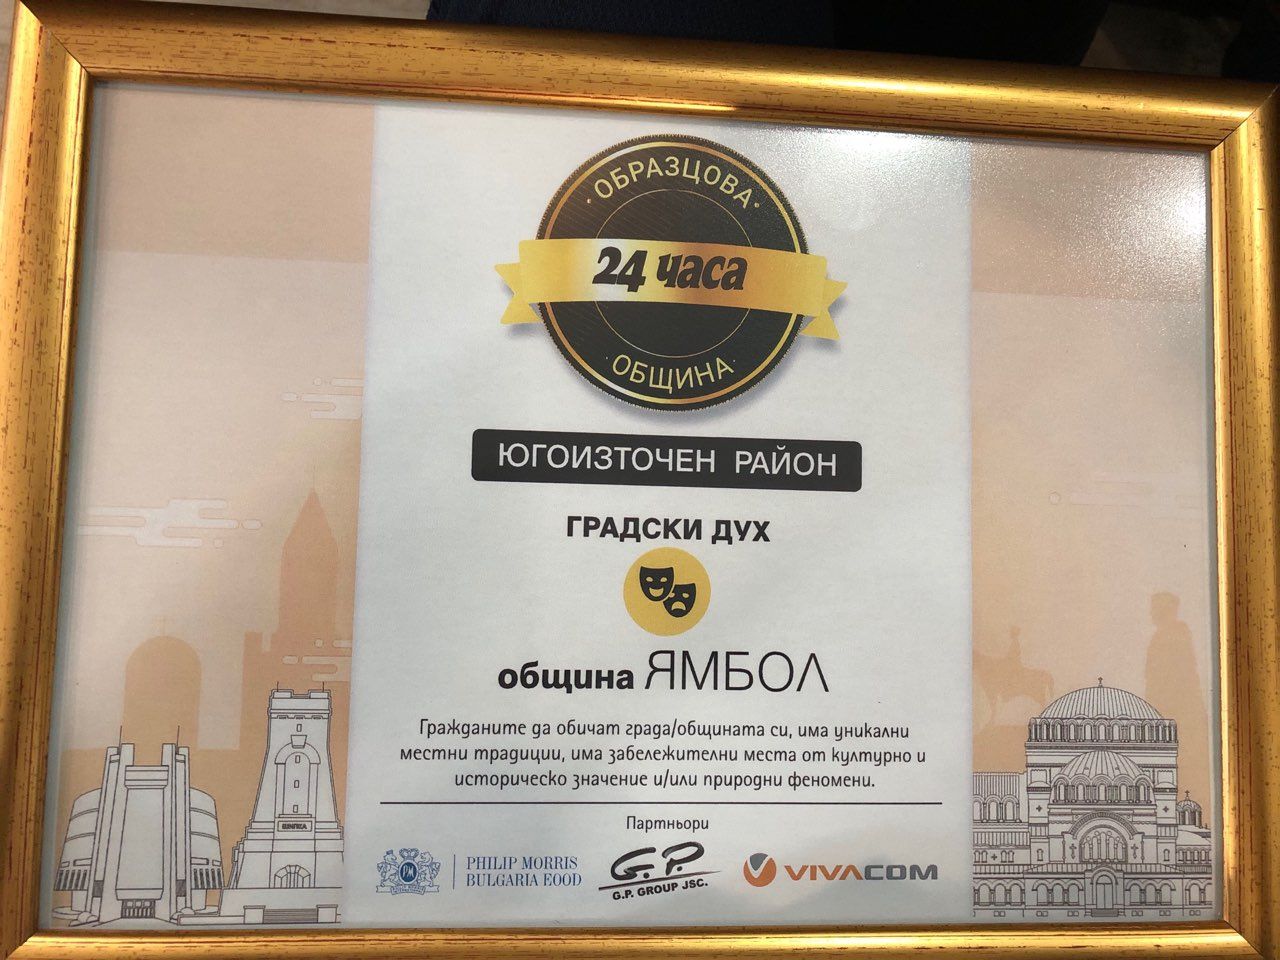 ОБРАЗЦОВА
24 часа
ОБЩИНА
ЮГОИЗТОЧЕН РАЙОН
ГРАДСКИ ДУХ
община ЯМБОЛ
Гражданите да обичат града/общината си, има уникални
местни традиции, има забележителни места от културно и
историческо значение и/или природни феномени.
Партньори
PHILIP MORRIS
BULGARIA EOOD
G.P.
G.P. GROUP JSC.
VIVACOM
ШИПКА